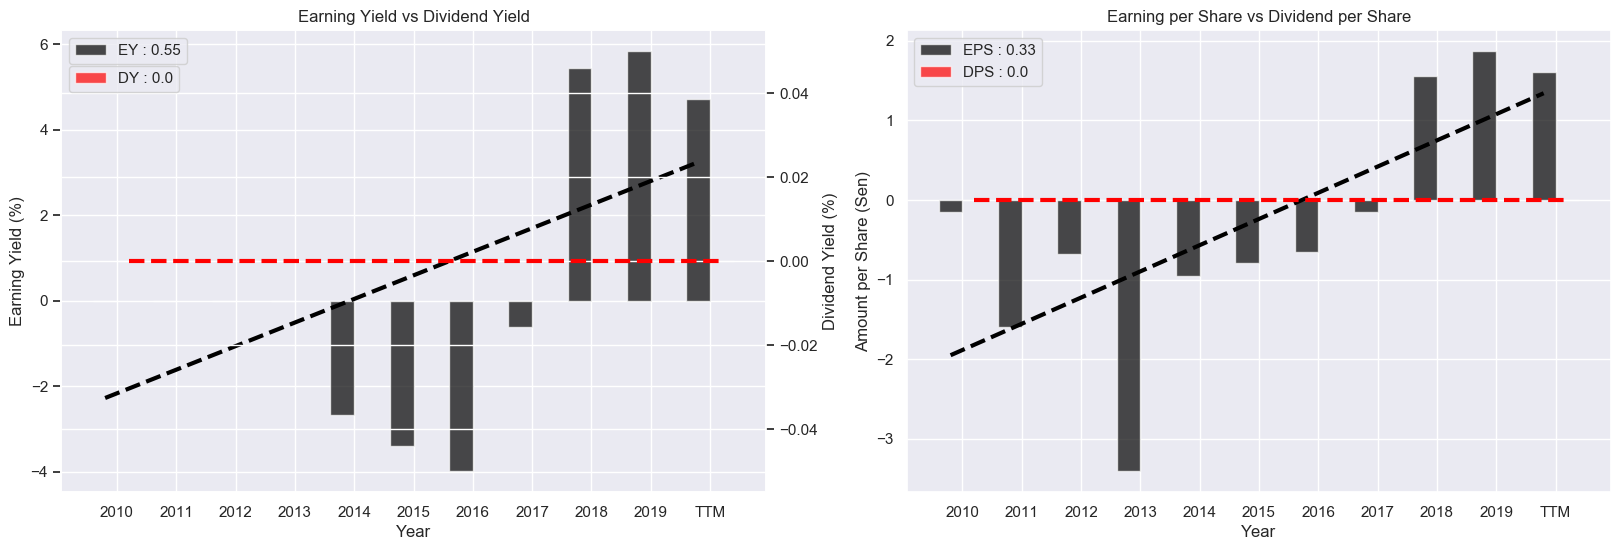 Earning Yield vs Dividend Yield
EY : 0.55
DY : 0.0
6
4
2
0
−2
−4
Earning Yield (%)
0.04
0.02
0.00
−0.02
−0.04
Dividend Yield (%)
2010 2011 2012 2013 2014 2015 2016 2017 2018 2019 TTM
Year
Earning per Share vs Dividend per Share
EPS : 0.33
DPS : 0.0
2
1
0
−1
−2
−3
Amount per Share (Sen)
2010 2011 2012 2013 2014 2015 2016 2017 2018 2019 TTM
Year